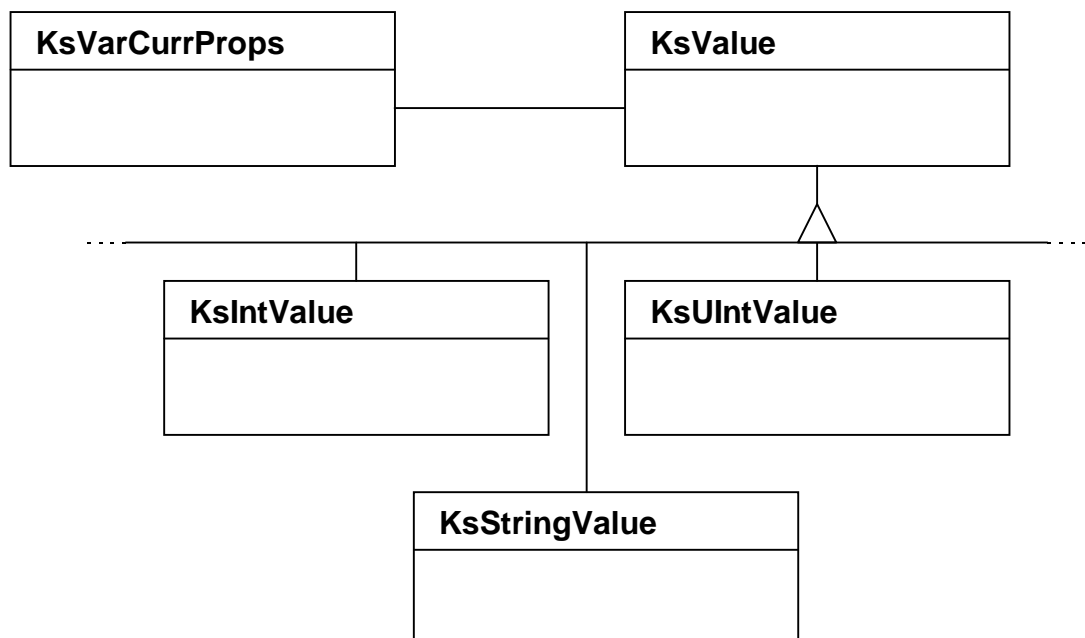 KsVarCurrProps
KsValue
KsIntValue
KsUIntValue
KsStringValue